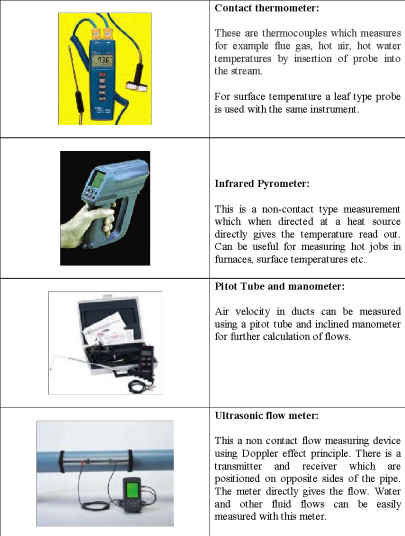 Contact thermometer:
These are thermocouples which measures
for example flue gas, hot air, hot water
temperatures by insertion of probe into
the stream.
For surface temperature a leaf type probe
is used with the same instrument.
Infrared Pyrometer:
This is a non-contact type measurement
which when directed at a heat source
directly gives the temperature read out.
Can be useful for measuring hot jobs in
furnaces, surface temperatures etc.
Pitot Tube and manometer:
Air velocity in ducts can be measured
using a pitot tube and inclined manometer
for further calculation of flows.
Ultrasonic flow meter:
This a non contact flow measuring device
using Doppler effect principle. There is a
transmitter and receiver which are
positioned on opposite sides of the pipe.
The meter directly gives the flow. Water
and other fluid flows can be easily
measured with this meter.